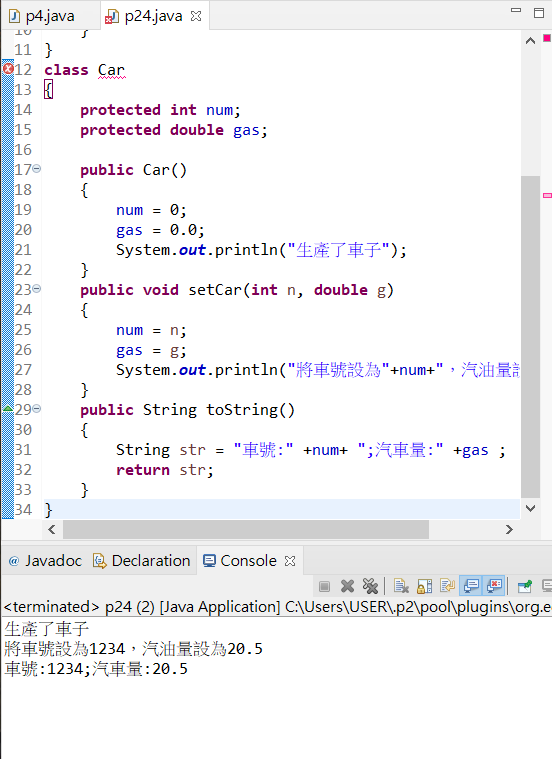 p4.java p24.java
10 }
11 }
12 class Car
13 {
14 protected int num;
15 protected double gas;
16
17 public Car()
18 {
19 num = 0;
20 gas = 0.0;
21 System.out.println("生產了車子");
22 }
23 public void setCar(int n, double g)
24 {
25 num = n;
26 gas = g;
27 System.out.println("將車號設為"+num+"，汽油量設
28 }
29 public String toString()
30 {
31 String str = "車號:" +num+ ";汽車量:" +gas ;
32 return str;
33 }
34 }
@ Javadoc Declaration Console
<terminated> p24 (2) [Java Application] C:\Users\USER\.p2\pool\plugins\org.e
生產了車子
將車號設為1234，汽油量設為20.5
車號:1234;汽車量:20.5